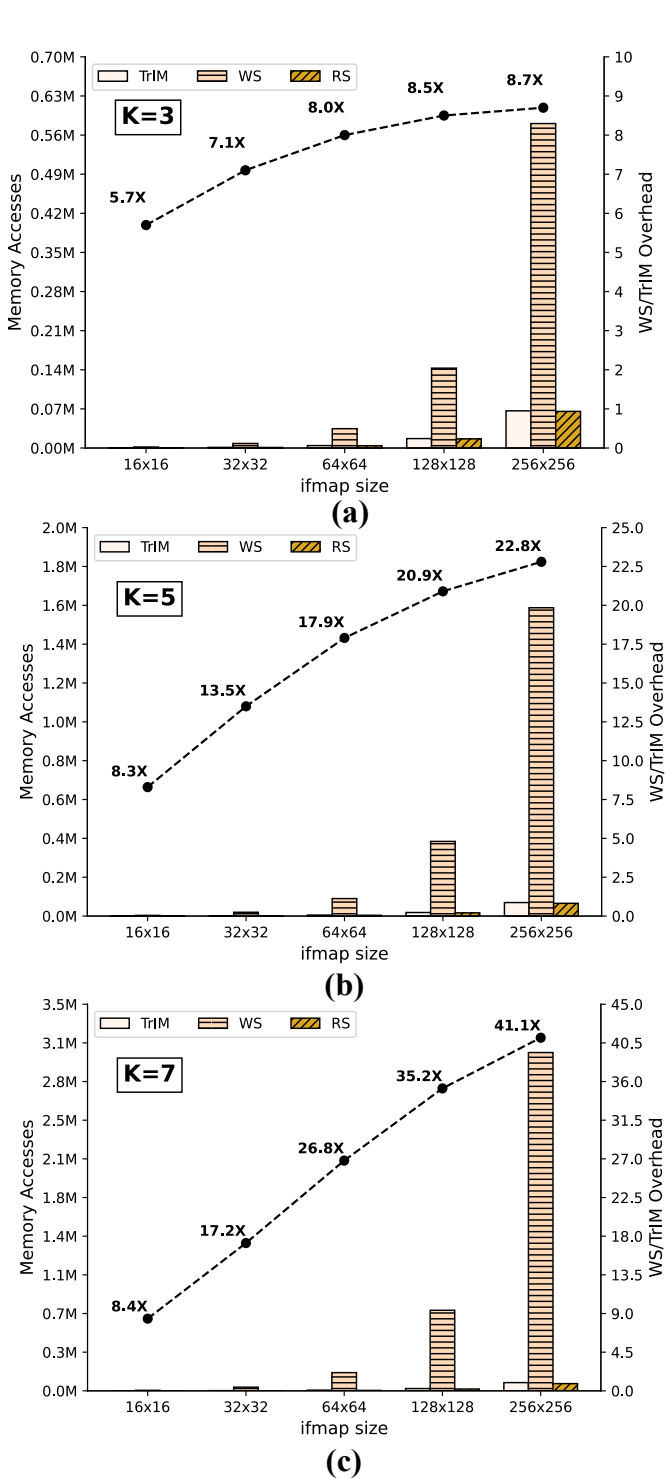 0.70M
0.63M
0.56M
0.49M
0.42M
0.35M
0.28M
0.21M
0.14M
0.07M
0.00M
Memory Accesses
TrIM WS RS
K=3
5.7X
7.1X
8.0X
8.5X
8.7X
10
9
8
7
6
5
4
3
2
1
0
WS/TrIM Overhead
16x16 32x32 64x64 128x128 256x256
ifmap size
(a)
2.0M
1.8M
1.6M
1.4M
1.2M
1.0M
0.8M
0.6M
0.4M
0.2M
0.0M
Memory Accesses
TrIM WS RS
K=5
8.3X
13.5X
17.9X
20.9X
22.8X
25.0
22.5
20.0
17.5
15.0
12.5
10.0
7.5
5.0
2.5
0.0
WS/TrIM Overhead
16x16 32x32 64x64 128x128 256x256
ifmap size
(b)
3.5M
3.1M
2.8M
2.5M
2.1M
1.8M
1.4M
1.1M
0.7M
0.3M
0.0M
Memory Accesses
TrIM WS RS
K=7
8.4X
17.2X
26.8X
35.2X
41.1X
45.0
40.5
36.0
31.5
27.0
22.5
18.0
13.5
9.0
4.5
0.0
WS/TrIM Overhead
16x16 32x32 64x64 128x128 256x256
ifmap size
(c)